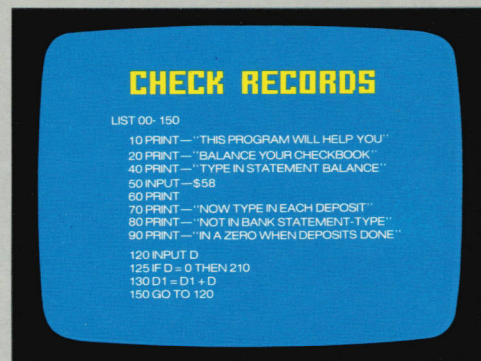 CHECK RECORDS
LIST 00- 150
10 PRINT—"THIS PROGRAM WILL HELP YOU"
20 PRINT—"BALANCE YOUR CHECKBOOK"
40 PRINT—"TYPE IN STATEMENT BALANCE"
50 INPUT—$58
60 PRINT
70 PRINT—"NOW TYPE IN EACH DEPOSIT"
80 PRINT—"NOT IN BANK STATEMENT-TYPE"
90 PRINT—"IN A ZERO WHEN DEPOSITS DONE"
120 INPUT D
125 IF D = 0 THEN 210
130 D1 = D1 + D
150 GO TO 120